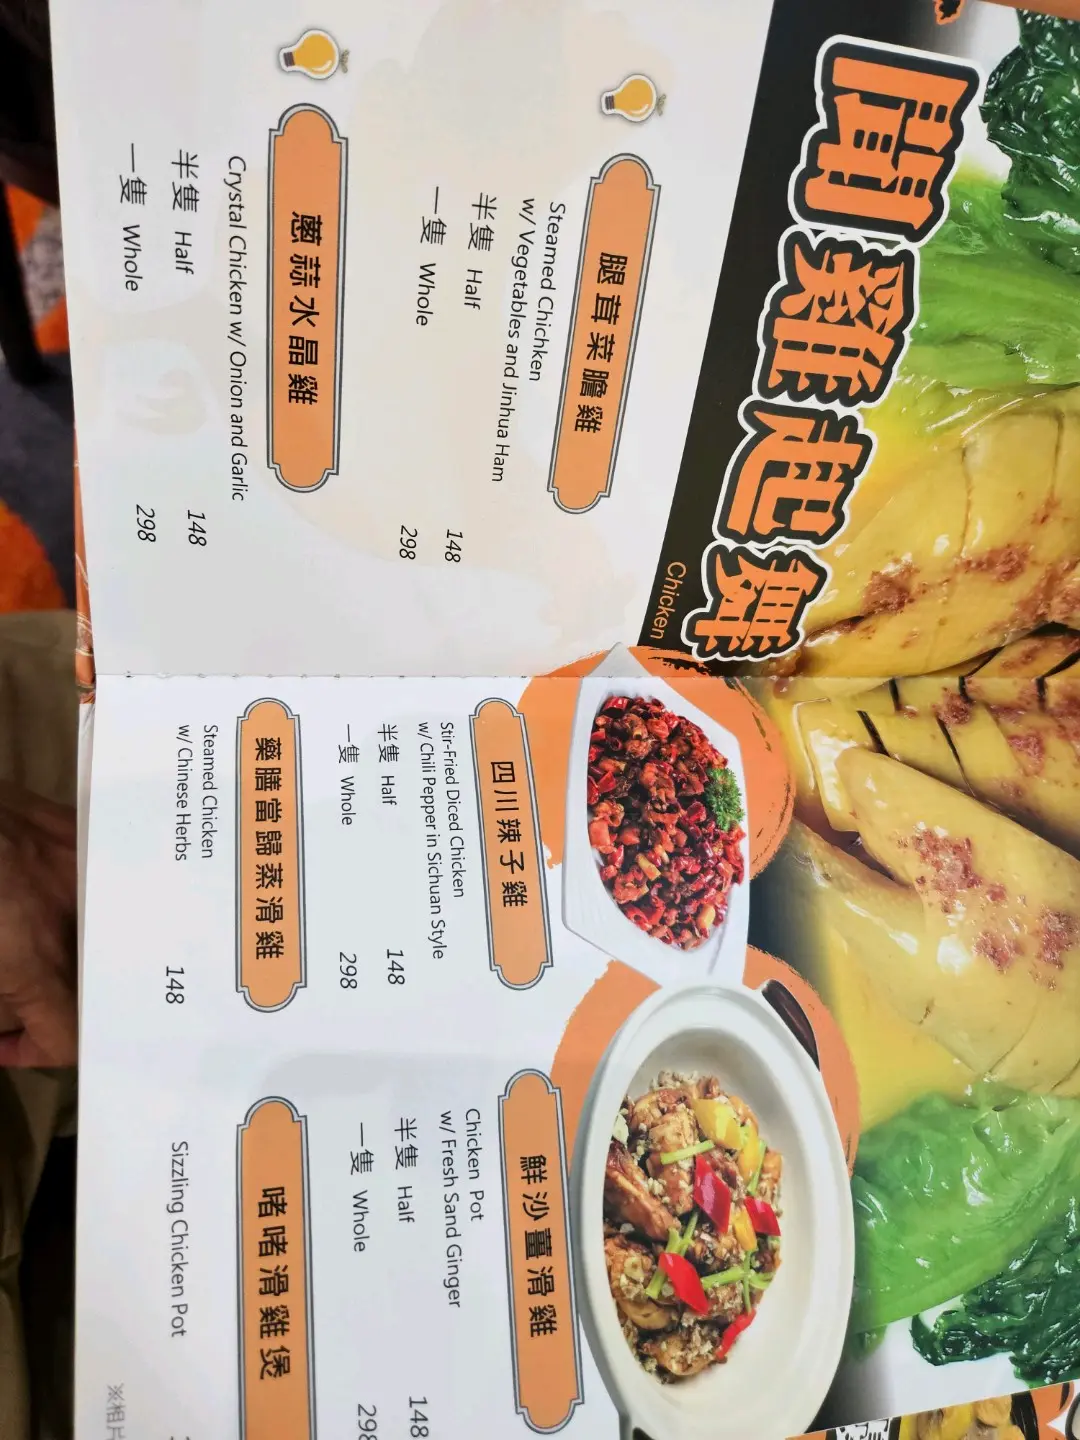 聞雞起舞
Chicken
腿茸菜膽雞
Steamed Chichken
w/ Vegetables and Jinhua Ham
半隻 Half 148
一隻 Whole 298
蔥蒜水晶雞
Crystal Chicken w/ Onion and Garlic
半隻 Half 148
一隻 Whole 298
四川辣子雞
Stir-Fried Diced Chicken
w/ Chili Pepper in Sichuan Style
半隻 Half 148
一隻 Whole 298
鮮沙薑滑雞
Chicken Pot
w/ Fresh Sand Ginger
半隻 Half 148
一隻 Whole 298
藥膳當歸蒸滑雞
Steamed Chicken
w/ Chinese Herbs
148
啫啫滑雞煲
Sizzling Chicken Pot
※相片